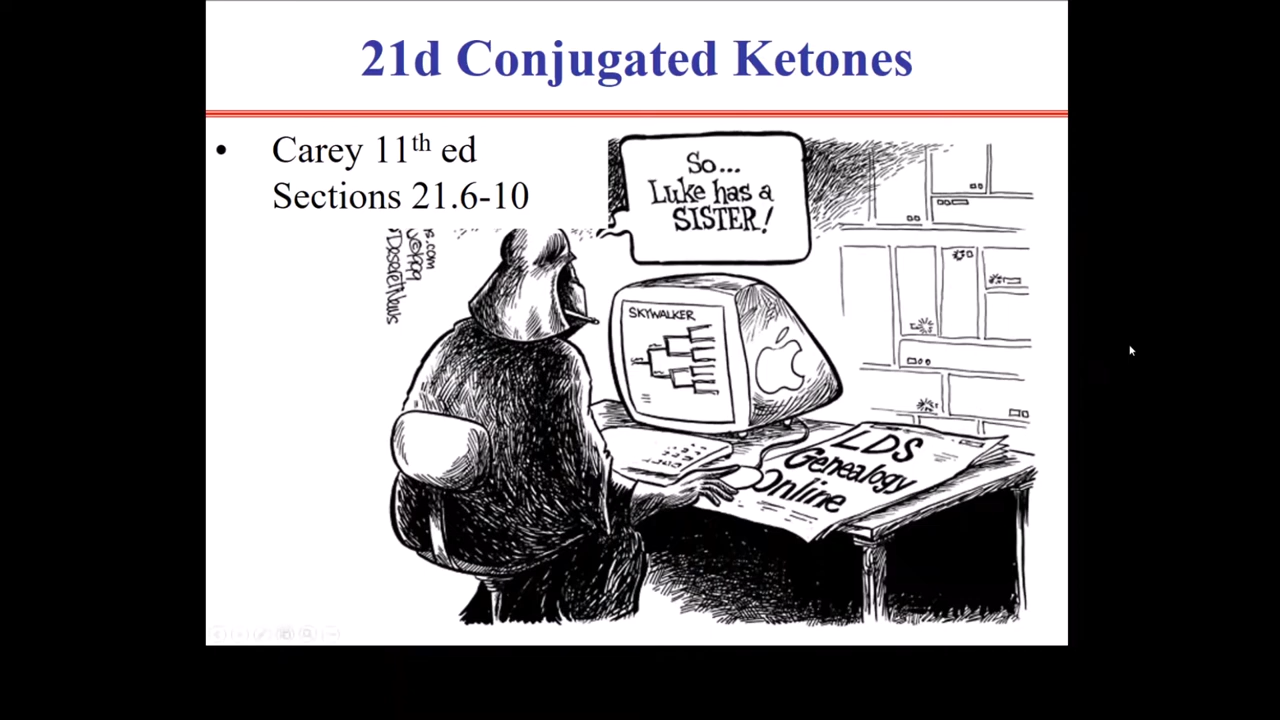 21d Conjugated Ketones
• Carey 11th ed
Sections 21.6-10
So...
Luke has a
SISTER!
SKYWALKER
LDS
Genealogy
Online